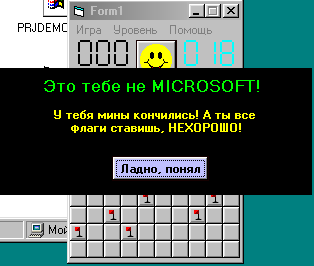 Form1
PRJDEMO
Игра Уровень Помощь
000 018
Это тебе не MICROSOFT!
У тебя мины кончились! А ты все
флаги ставишь, НЕХОРОШО!
Ладно, понял
Мой